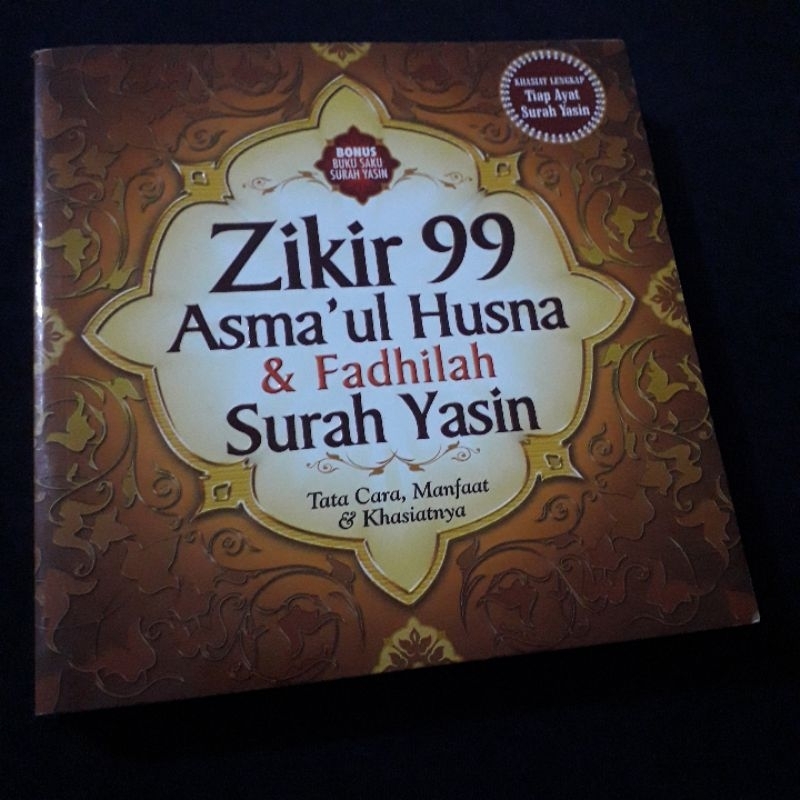 KHASIAT LENGKAP
Tiap Ayat
Surah Yasin
BONUS
BUKU SAKU
SURAH YASIN
Zikir 99
Asma'ul Husna
& Fadhilah
Surah Yasin
Tata Cara, Manfaat
& Khasiatnya